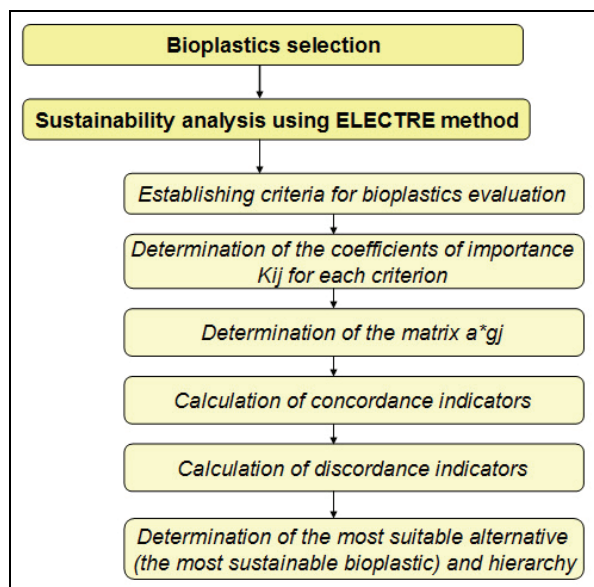 Bioplastics selection
Sustainability analysis using ELECTRE method
Establishing criteria for bioplastics evaluation
Determination of the coefficients of importance
Kij for each criterion
Determination of the matrix a*gj
Calculation of concordance indicators
Calculation of discordance indicators
Determination of the most suitable alternative
(the most sustainable bioplastic) and hierarchy